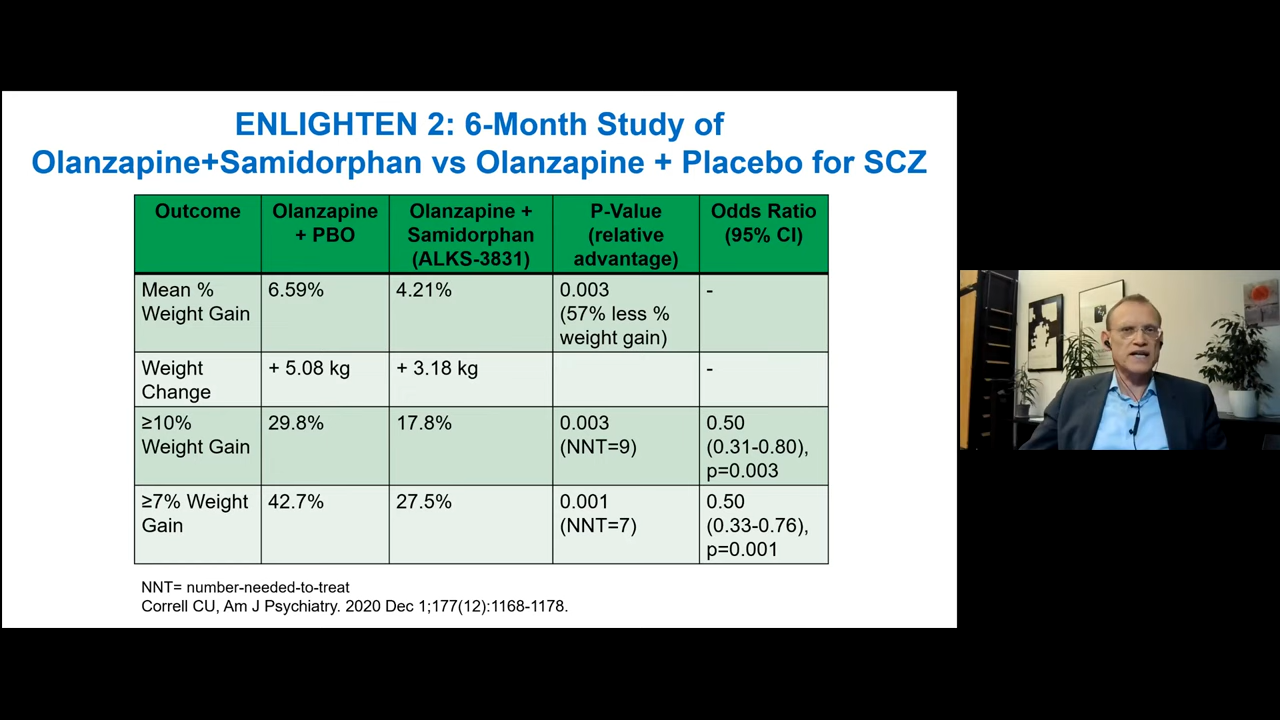 ENLIGHTEN 2: 6-Month Study of
Olanzapine+Samidorphan vs Olanzapine + Placebo for SCZ
Outcome
Olanzapine
+ PBO
Olanzapine +
Samidorphan
(ALKS-3831)
P-Value
(relative
advantage)
Odds Ratio
(95% CI)
Mean %
Weight Gain
6.59%
4.21%
0.003
(57% less %
weight gain)
-
Weight
Change
+ 5.08 kg
+ 3.18 kg
-
≥10%
Weight Gain
29.8%
17.8%
0.003
(NNT=9)
0.50
(0.31-0.80),
p=0.003
≥7% Weight
Gain
42.7%
27.5%
0.001
(NNT=7)
0.50
(0.33-0.76),
p=0.001
NNT= number-needed-to-treat
Correll CU, Am J Psychiatry. 2020 Dec 1;177(12):1168-1178.